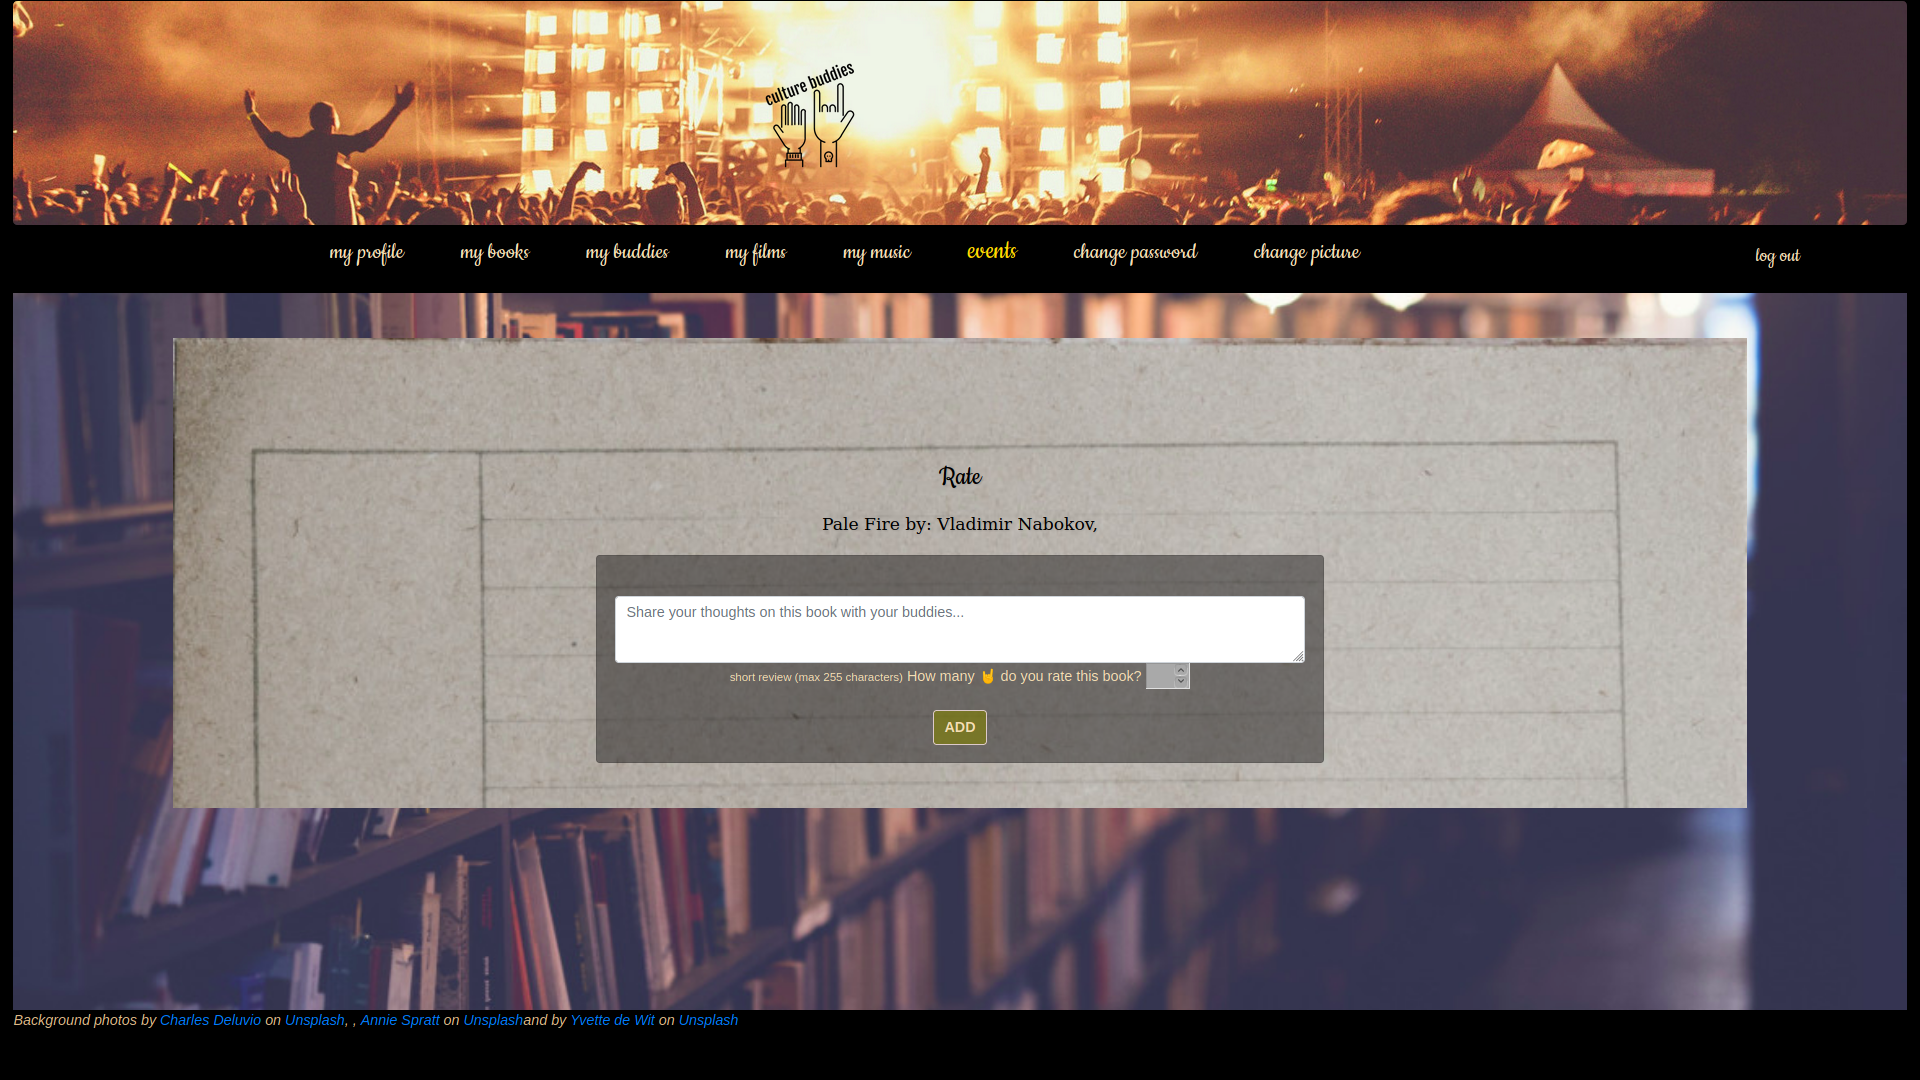 culture buddies
my profile my books my buddies my films my music events change password change picture log out
Rate
Pale Fire by: Vladimir Nabokov,
Share your thoughts on this book with your buddies...
short review (max 255 characters) How many 🤘 do you rate this book?
ADD
Background photos by Charles Deluvio on Unsplash, , Annie Spratt on Unsplashand by Yvette de Wit on Unsplash